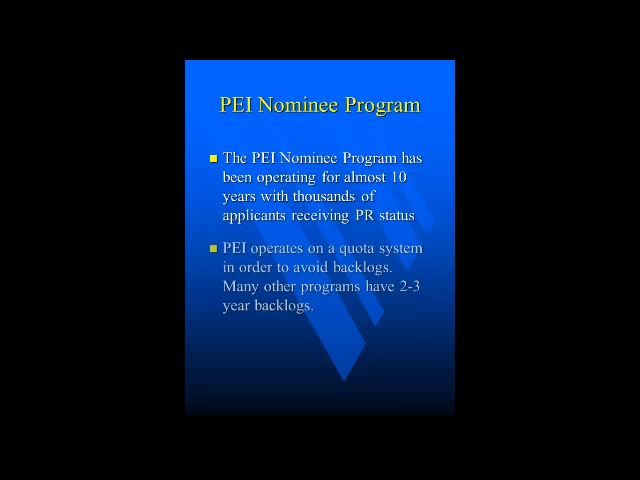 PEI Nominee Program
The PEI Nominee Program has
been operating for almost 10
years with thousands of
applicants receiving PR status
PEI operates on a quota system
in order to avoid backlogs.
Many other programs have 2-3
year backlogs.